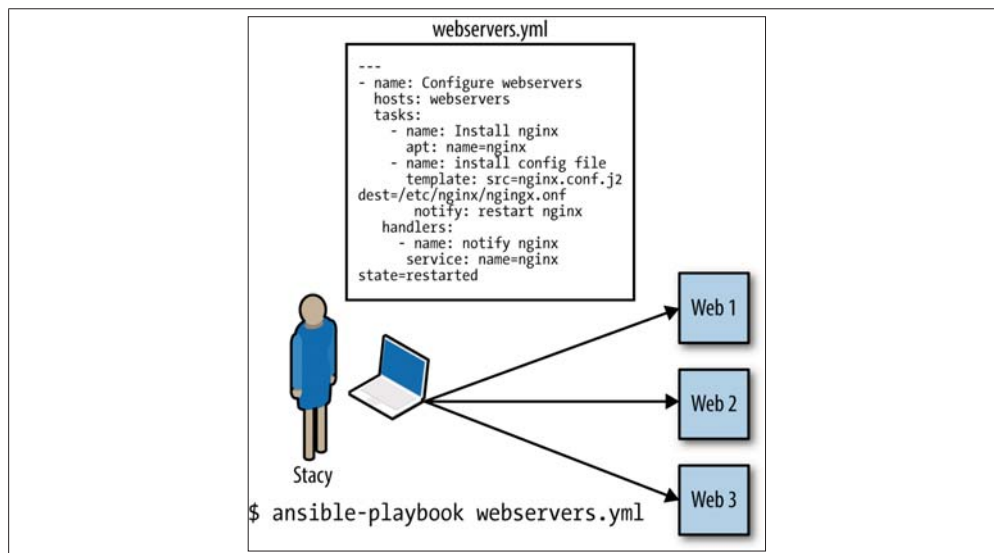 webservers.yml
---
- name: Configure webservers
  hosts: webservers
  tasks:
    - name: Install nginx
      apt: name=nginx
    - name: install config file
      template: src=nginx.conf.j2
dest=/etc/nginx/ngingx.onf
       notify: restart nginx
   handlers:
     - name: notify nginx
      service: name=nginx
state=restarted
Web 1
Web 2
Web 3
Stacy
$ ansible-playbook webservers.yml